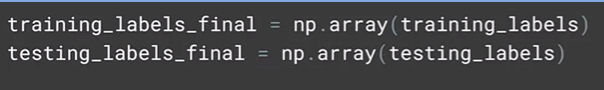 training_labels_final = np.array(training_labels)
testing_labels_final = np.array(testing_labels)